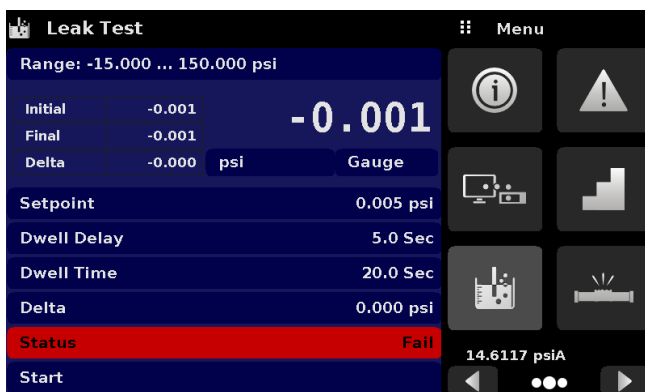 Leak Test
Range: -15.000 ... 150.000 psi
Initial -0.001
Final -0.001
Delta -0.000
-0.001
psi Gauge
Setpoint 0.005 psi
Dwell Delay 5.0 Sec
Dwell Time 20.0 Sec
Delta 0.000 psi
Status Fail
Start
Menu
14.6117 psiA